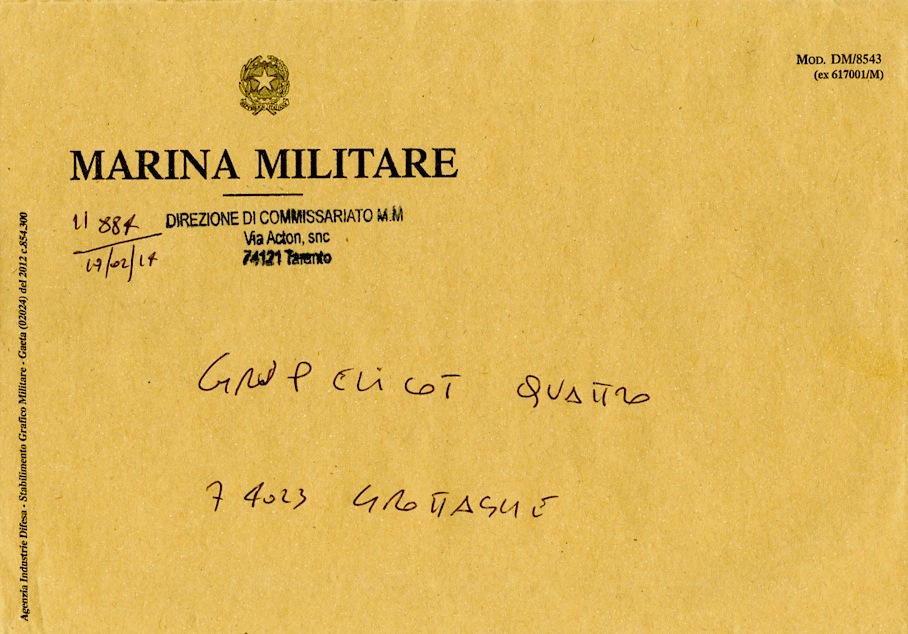 MOD. DM/8543
(ex 617001/M)
MARINA MILITARE
11 884
17/02/14
DIREZIONE DI COMMISSARIATO M.M
Via Acton, snc
74121 Taranto
GRUPELICOT QUATTRO
74023 GROTTAGLIE
Agenzia Industrie Difesa - Stabilimento Grafico Militare - Gaeta (02024) del 2012 c.854.300